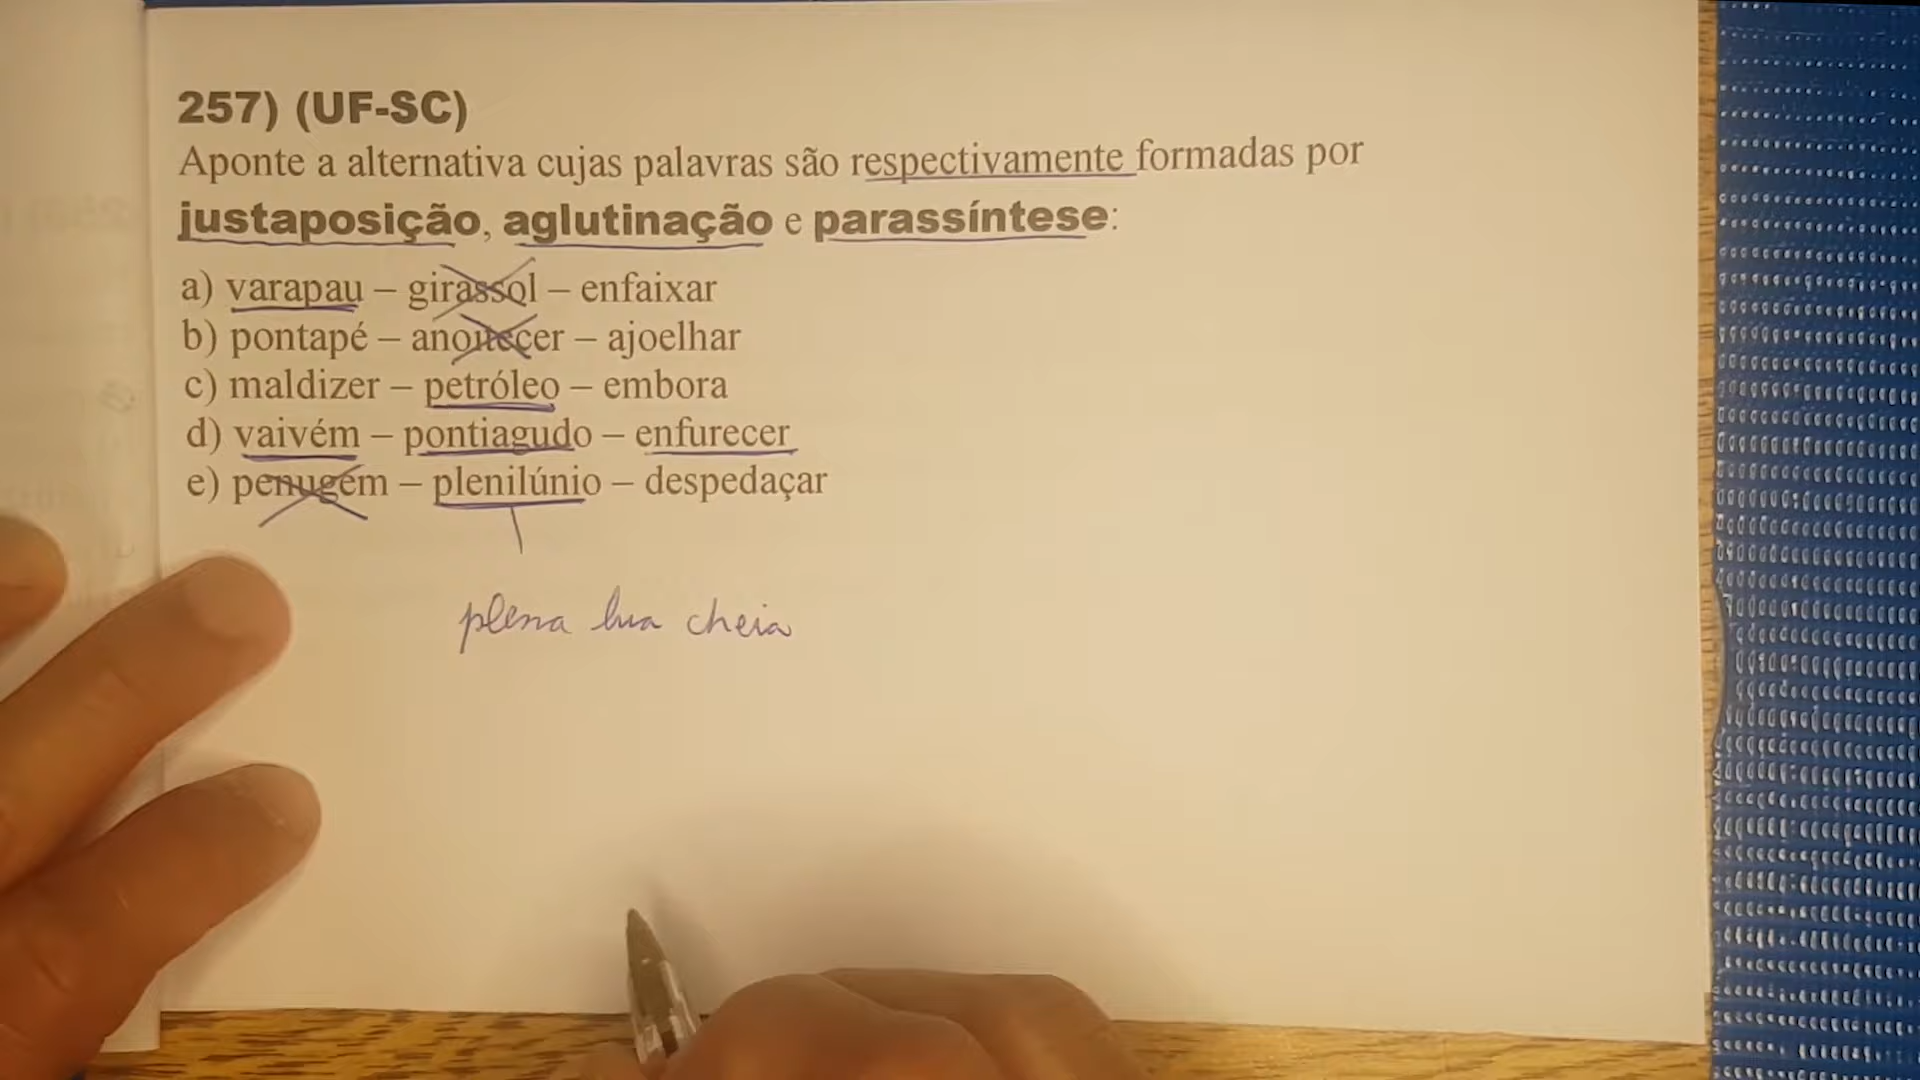 257) (UF-SC)
Aponte a alternativa cujas palavras são respectivamente formadas por
justaposição, aglutinação e parassíntese:
a) varapau – girassol – enfaixar
b) pontapé – anoitecer – ajoelhar
c) maldizer – petróleo – embora
d) vaivém – pontiagudo – enfurecer
e) penugem – plenilúnio – despedaçar
plena lua cheia